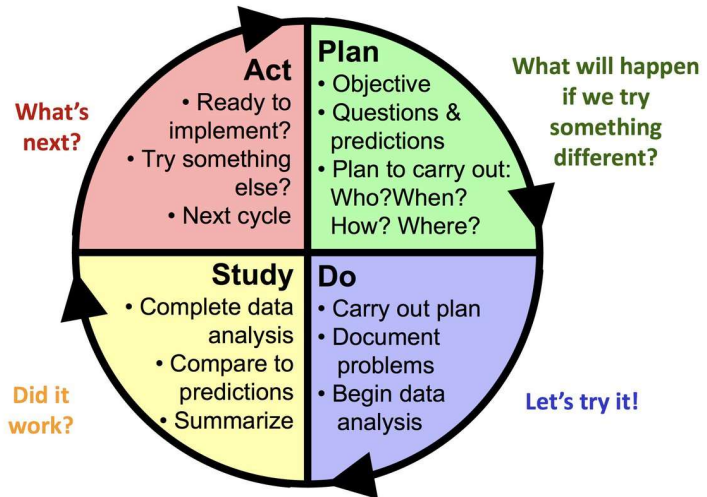 Plan
• Objective
• Questions &
predictions
• Plan to carry out:
Who?When?
How? Where?
What will happen
if we try
something
different?
Do
• Carry out plan
• Document
problems
• Begin data
analysis
Let's try it!
Study
• Complete data
analysis
• Compare to
predictions
• Summarize
Did it
work?
Act
• Ready to
implement?
• Try something
else?
• Next cycle
What's
next?